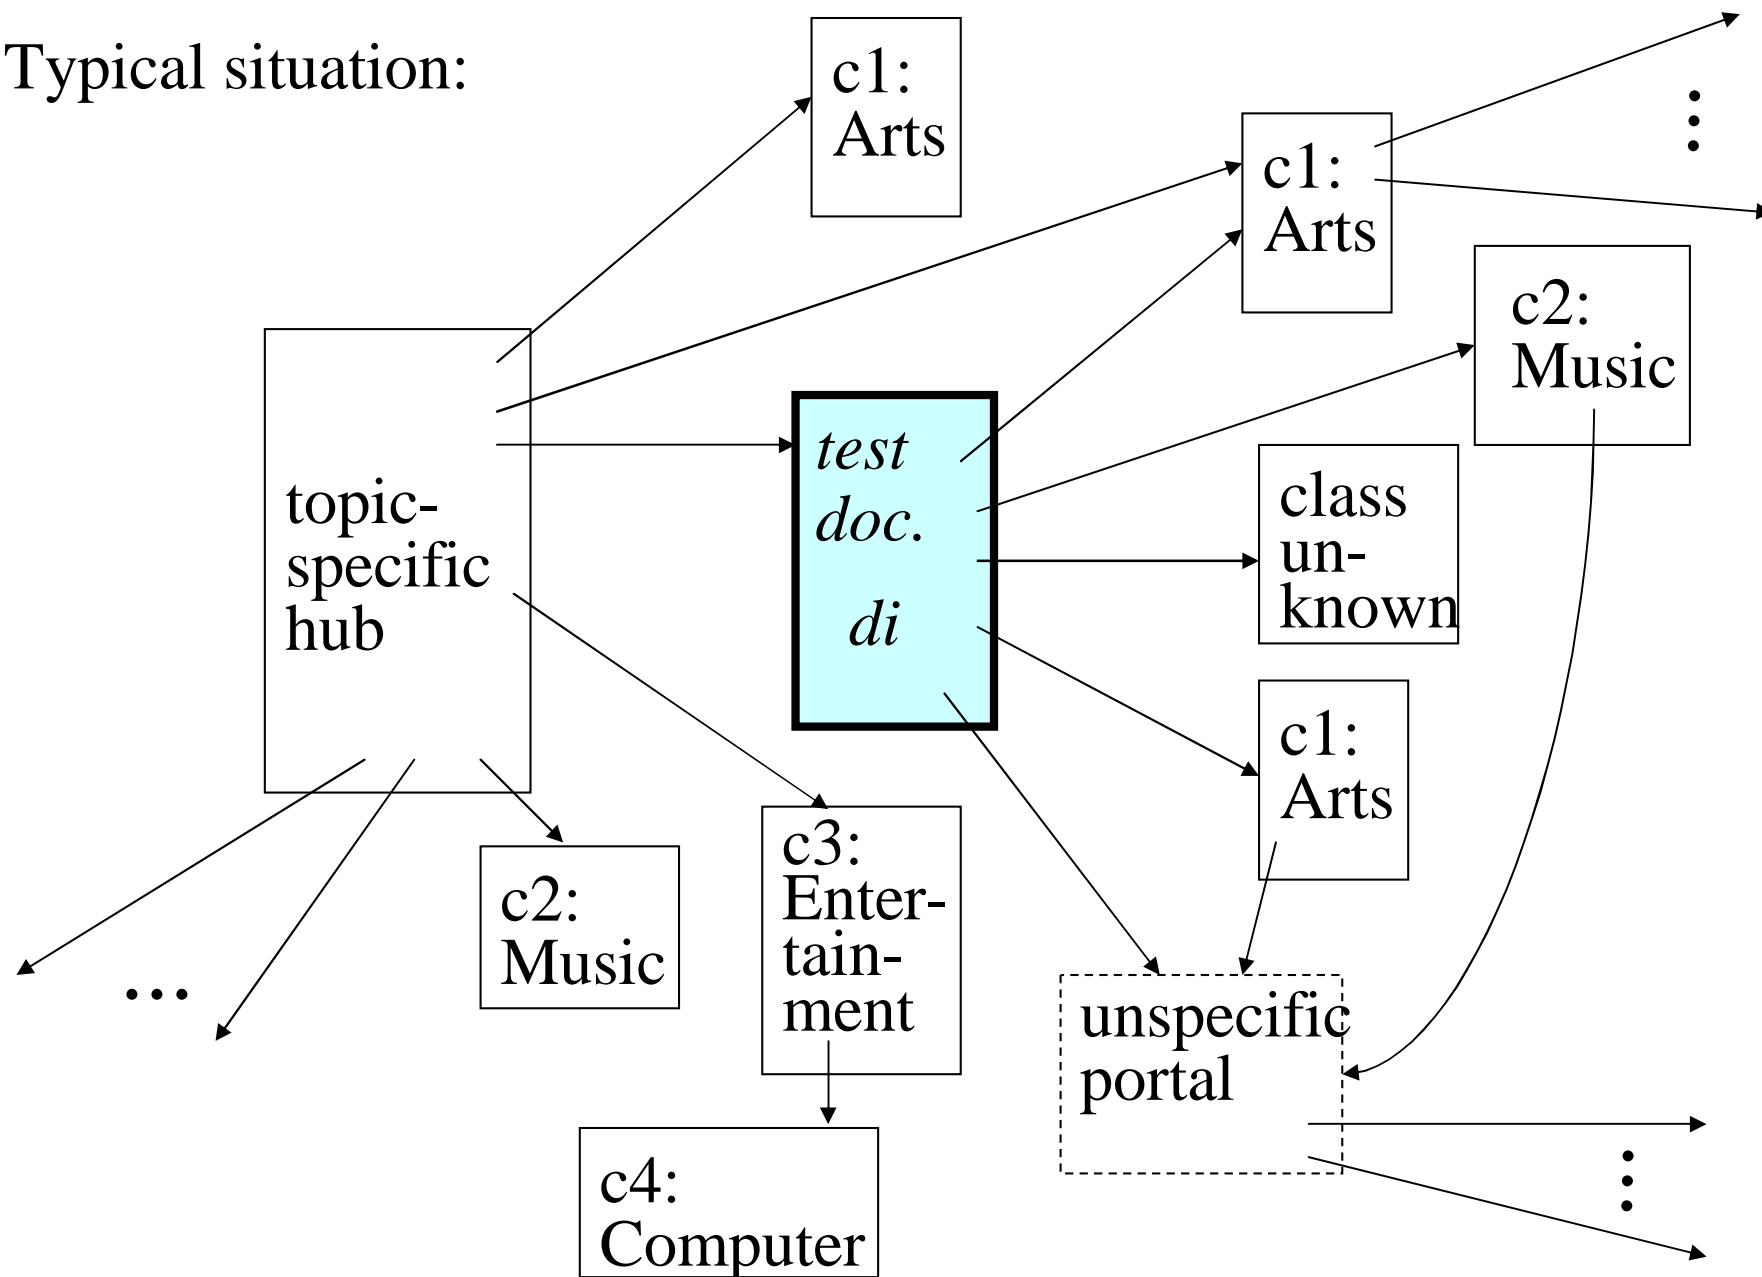 Typical situation:
c1:
Arts
c1:
Arts
c2:
Music
topic-
specific
hub
test
doc.
di
class
un-
known
c1:
Arts
c2:
Music
c3:
Enter-
tain-
ment
...
unspecific
portal
c4:
Computer